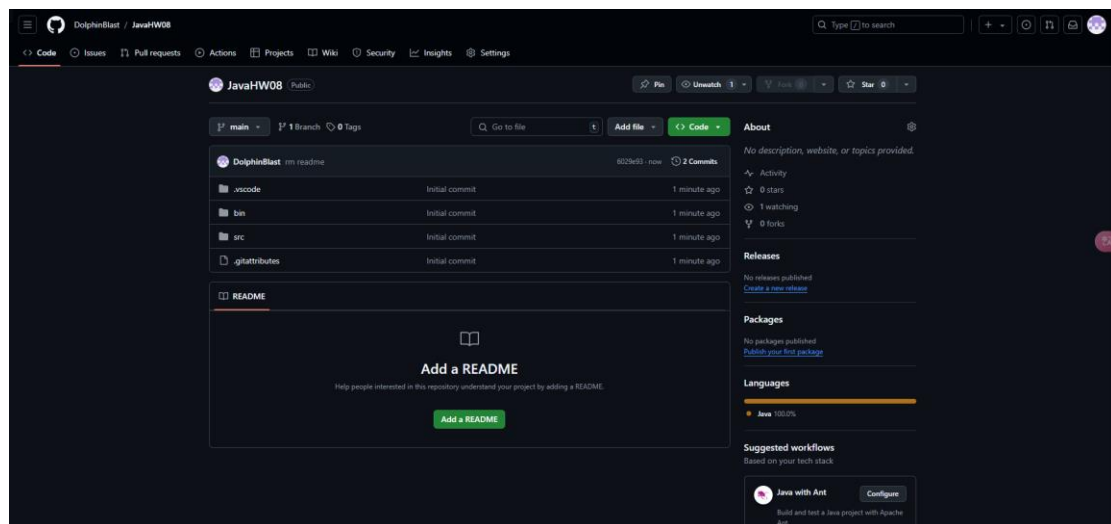 DolphinBlast / JavaHW08
Type / to search
Code Issues Pull requests Actions Projects Wiki Security Insights Settings
JavaHW08 Public
Pin Unwatch 1 Fork Star 0
main 1 Branch 0 Tags
Go to file t Add file Code
DolphinBlast rm readme
6029e93 · now 2 Commits
.vscode Initial commit 1 minute ago
bin Initial commit 1 minute ago
src Initial commit 1 minute ago
.gitattributes Initial commit 1 minute ago
README
Add a README
Help people interested in this repository understand your project by adding a README.
Add a README
About
No description, website, or topics provided.
Activity
0 stars
1 watching
0 forks
Releases
No releases published
Create a new release
Packages
No packages published
Publish your first package
Languages
Java 100.0%
Suggested workflows
Based on your tech stack
Java with Ant Configure
Build and test a Java project with Apache
Ant.